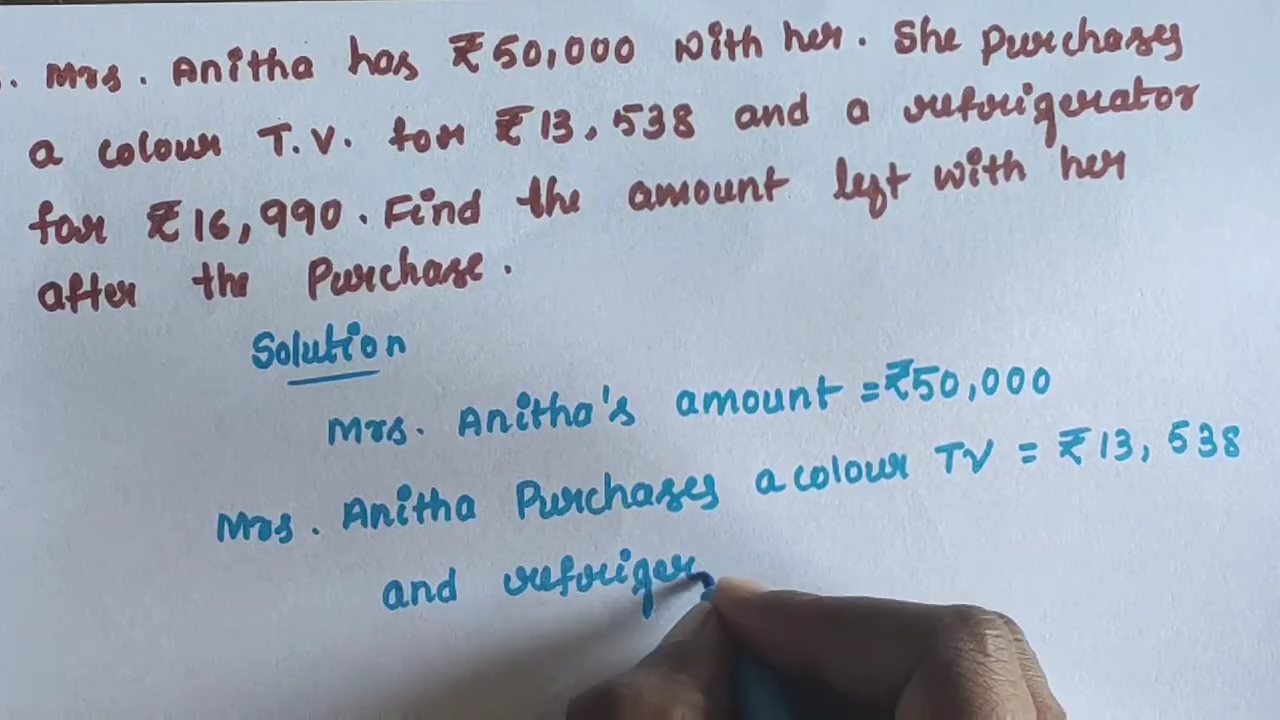 . Mrs. Anitha has ₹50,000 with her. She purchases
a colour T.V. for ₹13,538 and a refrigerator
for ₹16,990. Find the amount left with her
after the Purchase.
Solution
Mrs. Anitha's amount = ₹50,000
Mrs. Anitha Purchases a colour TV = ₹13,538
and refriger